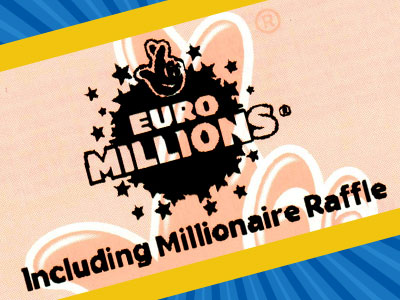 ®
EURO
MILLIONS®
Including Millionaire Raffle